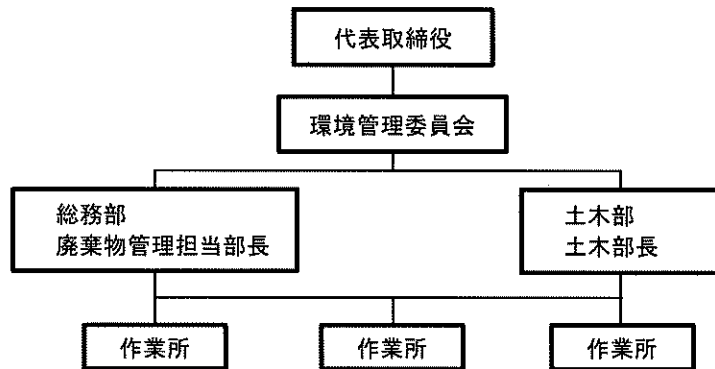 代表取締役
環境管理委員会
総務部
廃棄物管理担当部長
土木部
土木部長
作業所
作業所
作業所